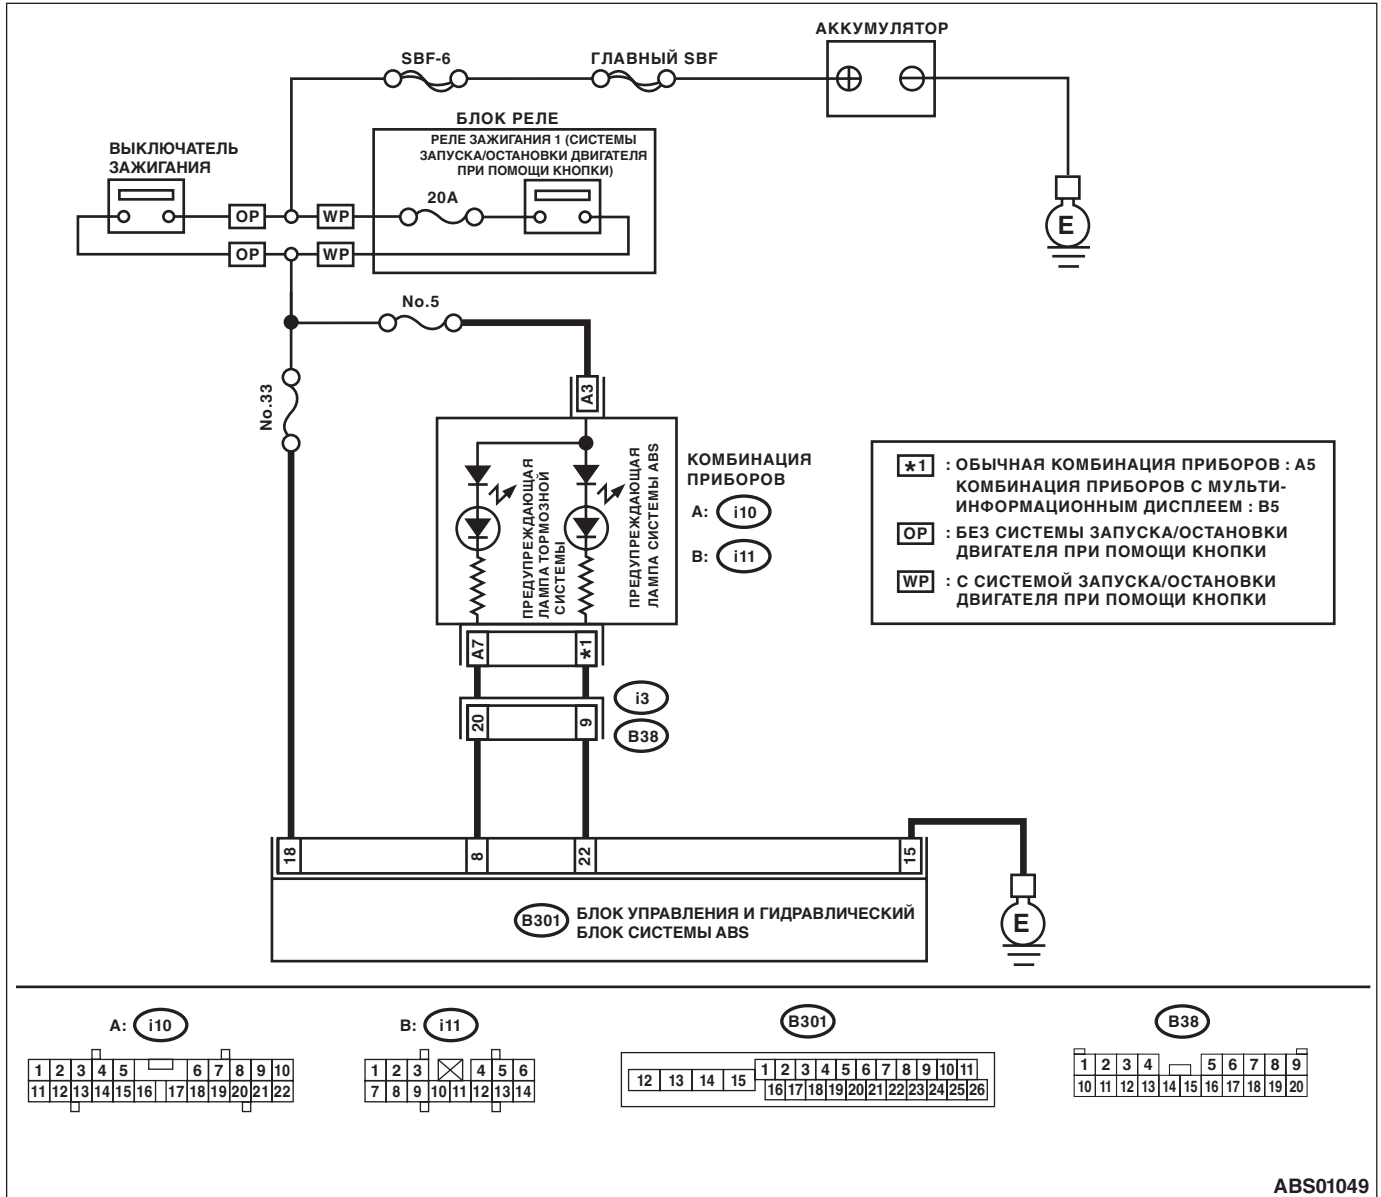 АККУМУЛЯТОР
SBF-6
ГЛАВНЫЙ SBF
БЛОК РЕЛЕ
РЕЛЕ ЗАЖИГАНИЯ 1 (СИСТЕМЫ
ЗАПУСКА/ОСТАНОВКИ ДВИГАТЕЛЯ
ПРИ ПОМОЩИ КНОПКИ)
ВЫКЛЮЧАТЕЛЬ
ЗАЖИГАНИЯ
20A
OP
WP
OP
WP
E
No.5
No.33
A3
ПРЕДУПРЕЖДАЮЩАЯ
ЛАМПА ТОРМОЗНОЙ
СИСТЕМЫ
ПРЕДУПРЕЖДАЮЩАЯ
ЛАМПА СИСТЕМЫ ABS
КОМБИНАЦИЯ
ПРИБОРОВ
A: i10
B: i11
*1 : ОБЫЧНАЯ КОМБИНАЦИЯ ПРИБОРОВ : A5
КОМБИНАЦИЯ ПРИБОРОВ С МУЛЬТИ-
ИНФОРМАЦИОННЫМ ДИСПЛЕЕМ : B5
OP : БЕЗ СИСТЕМЫ ЗАПУСКА/ОСТАНОВКИ
ДВИГАТЕЛЯ ПРИ ПОМОЩИ КНОПКИ
WP : С СИСТЕМОЙ ЗАПУСКА/ОСТАНОВКИ
ДВИГАТЕЛЯ ПРИ ПОМОЩИ КНОПКИ
A7 *1
i3
20 9
B38
18 8 22 15
B301 БЛОК УПРАВЛЕНИЯ И ГИДРАВЛИЧЕСКИЙ
БЛОК СИСТЕМЫ ABS
E
A: i10
1 2 3 4 5 6 7 8 9 10
11 12 13 14 15 16 17 18 19 20 21 22
B: i11
1 2 3 4 5 6
7 8 9 10 11 12 13 14
B301
12 13 14 15 1 2 3 4 5 6 7 8 9 10 11
16 17 18 19 20 21 22 23 24 25 26
B38
1 2 3 4 5 6 7 8 9
10 11 12 13 14 15 16 17 18 19 20
ABS01049